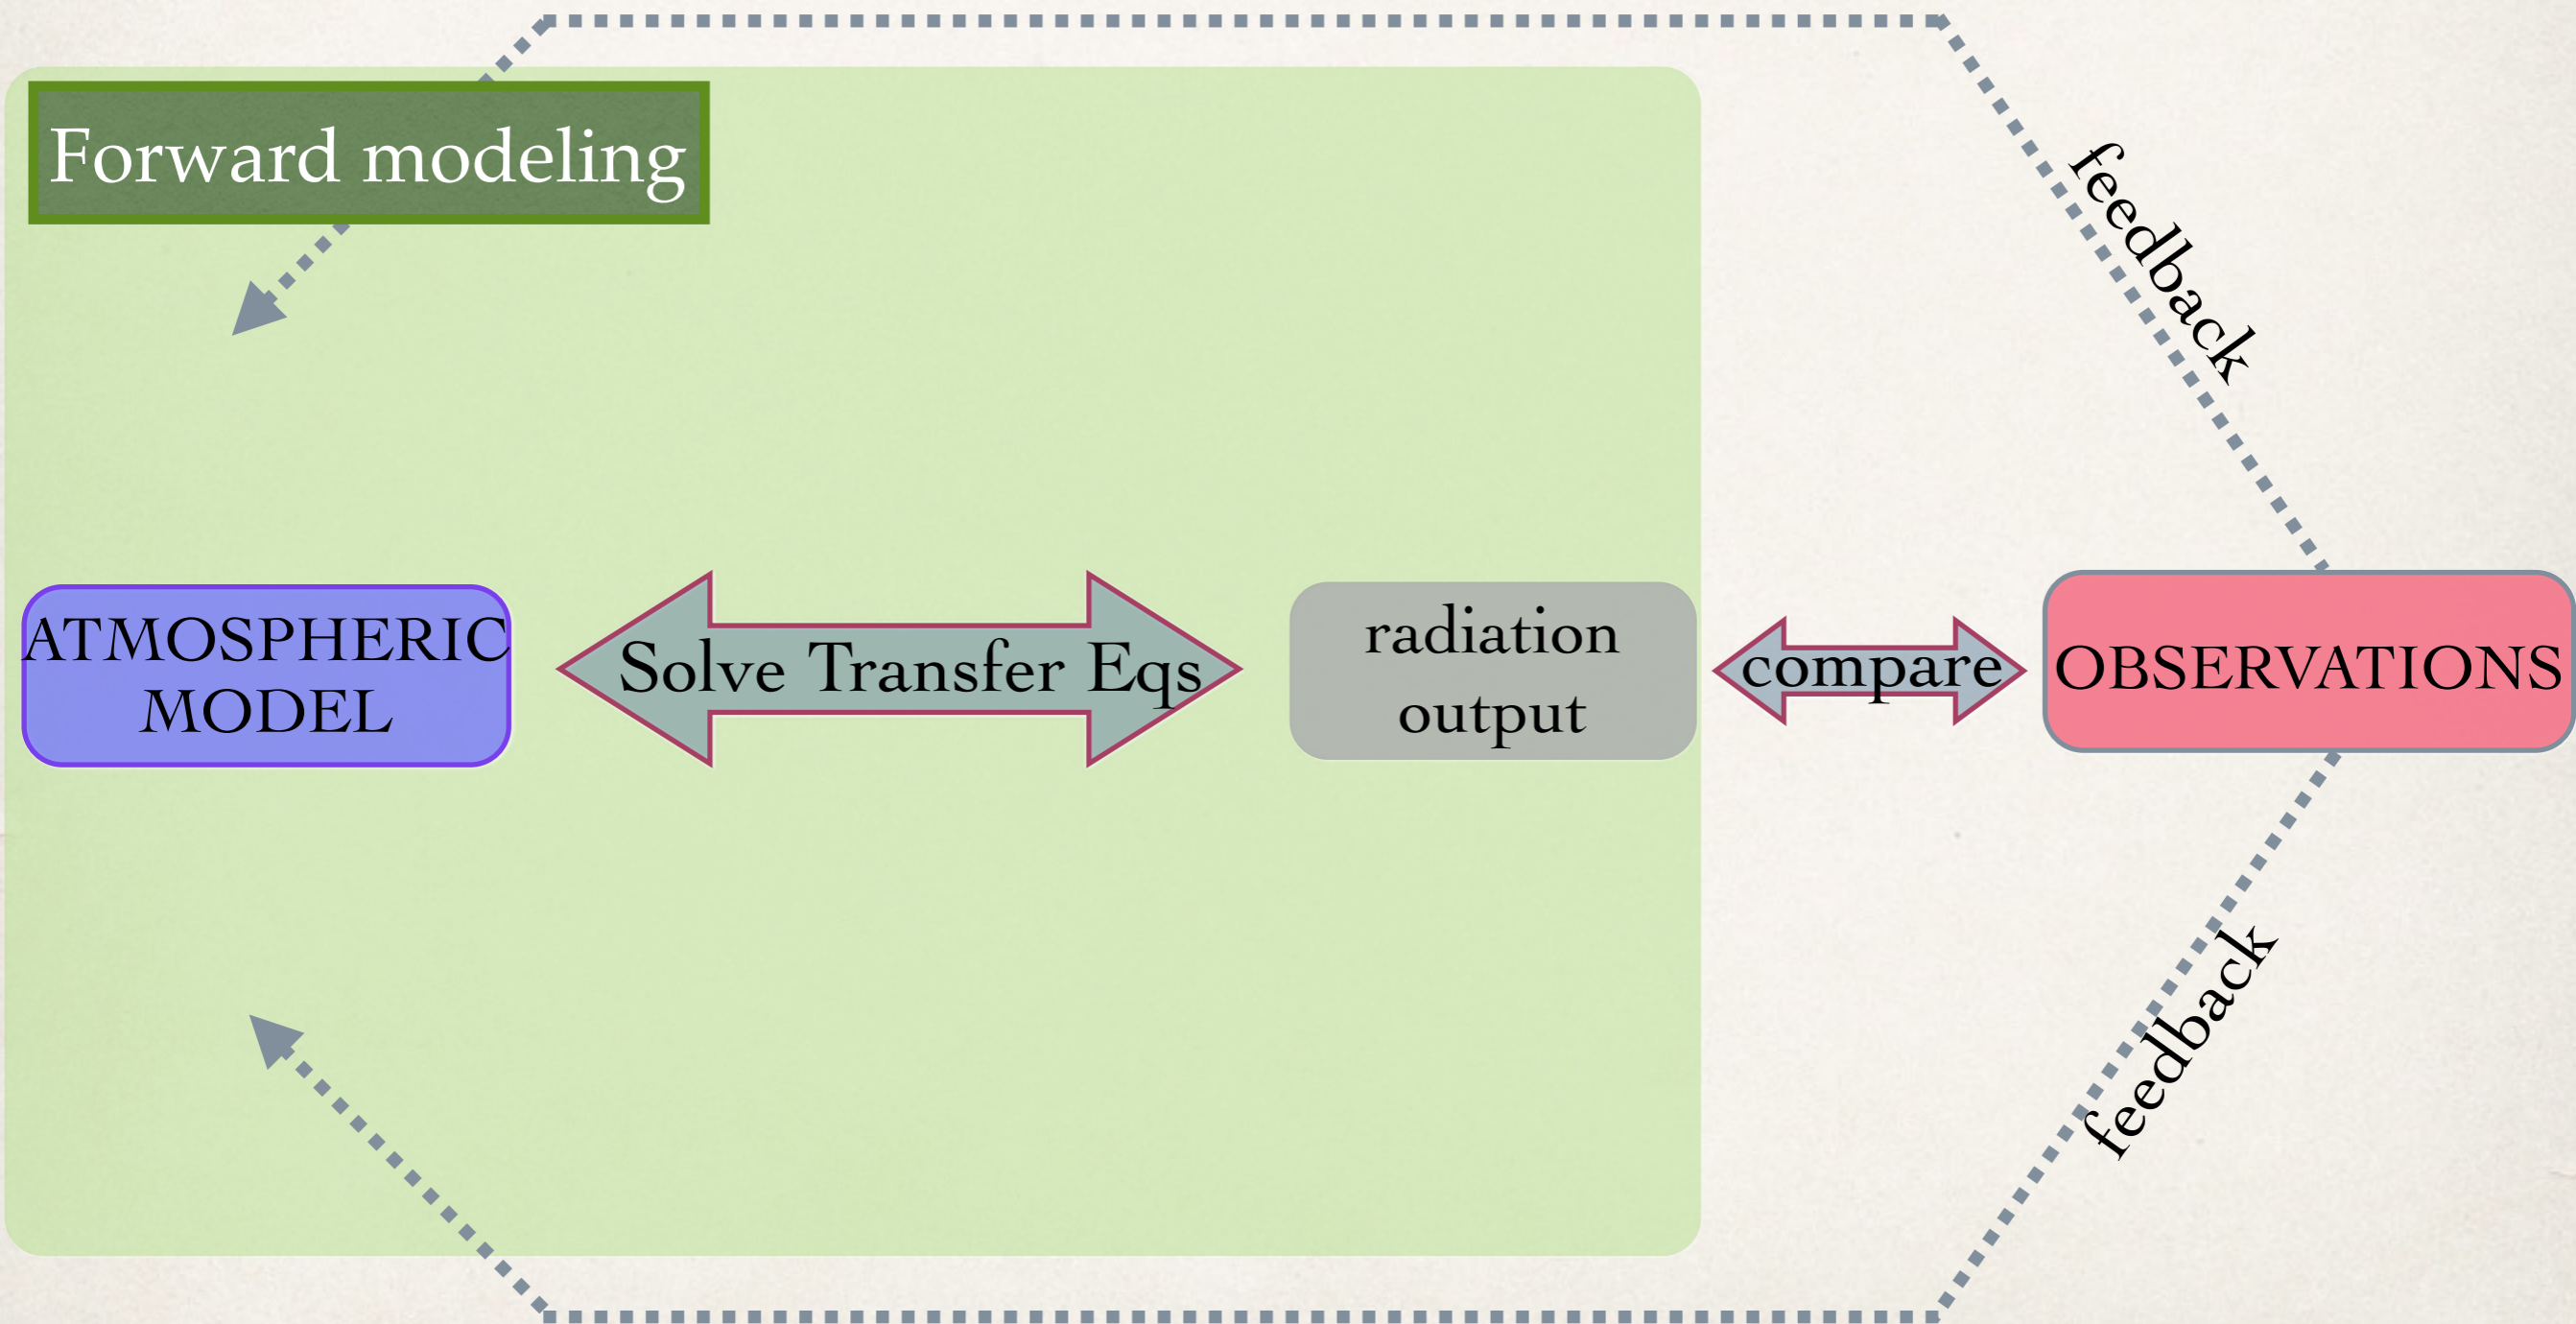 Forward modeling
feedback
ATMOSPHERIC
MODEL
Solve Transfer Eqs
radiation
output
compare
OBSERVATIONS
feedback